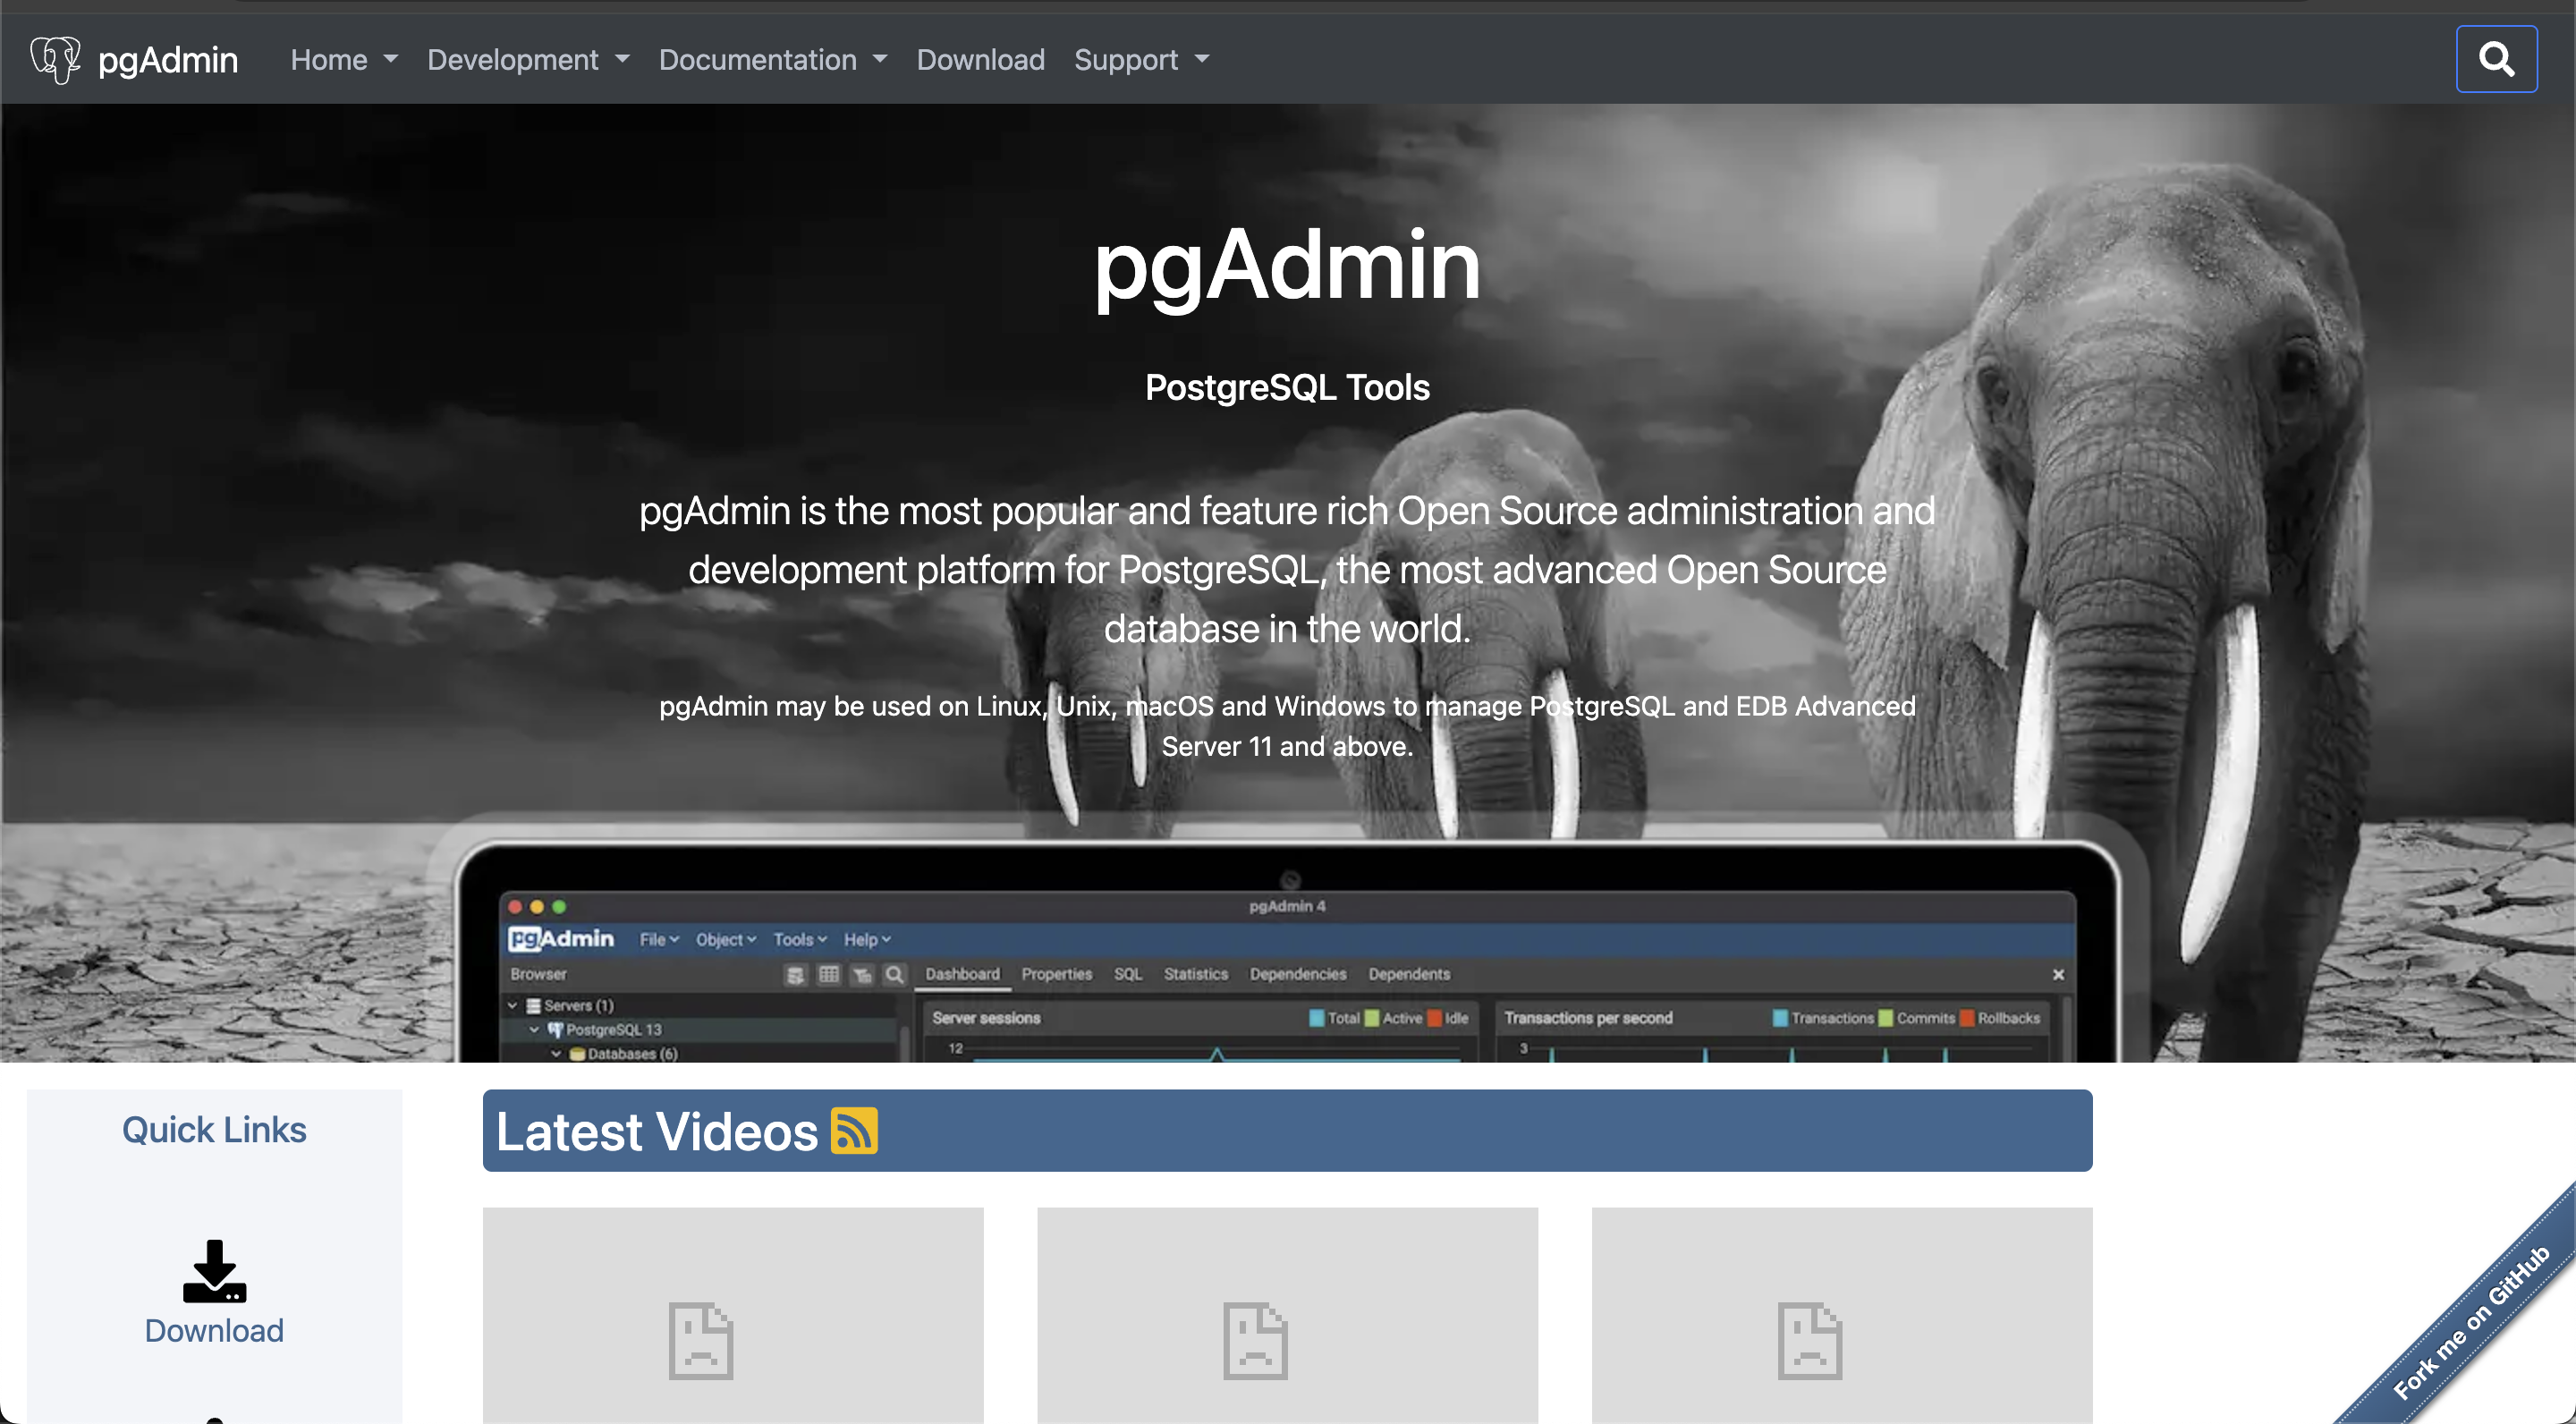 pgAdmin Home Development Documentation Download Support
pgAdmin
PostgreSQL Tools
pgAdmin is the most popular and feature rich Open Source administration and
development platform for PostgreSQL, the most advanced Open Source
database in the world.
pgAdmin may be used on Linux, Unix, macOS and Windows to manage PostgreSQL and EDB Advanced
Server 11 and above.
pgAdmin 4
pgAdmin File Object Tools Help
Browser Dashboard Properties SQL Statistics Dependencies Dependents
Servers (1)
PostgreSQL 13
Databases (6)
Server sessions Total Active Idle
12
Transactions per second Transactions Commits Rollbacks
3
Quick Links
Download
Latest Videos
Fork me on GitHub